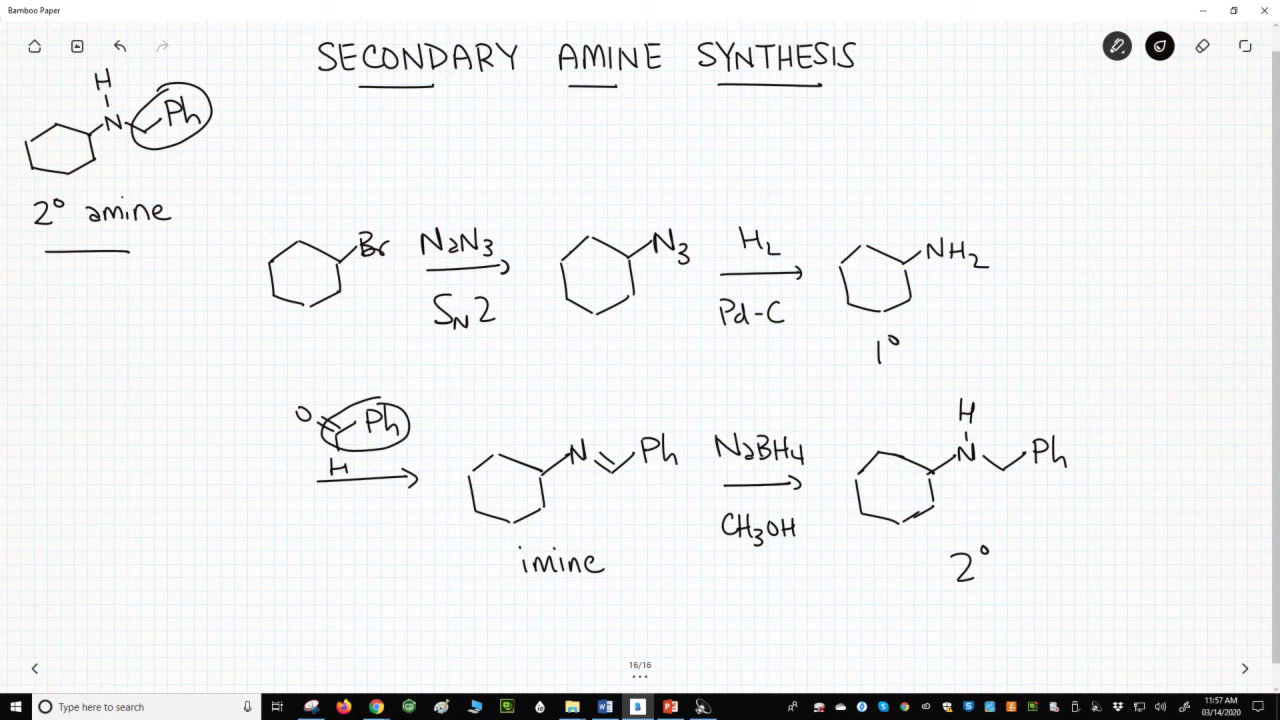 Bamboo Paper
SECONDARY AMINE SYNTHESIS
H
N
Ph
2° amine
Br
NaN3
SN2
N3
H2
Pd-C
NH2
1°
O
Ph
H
N
Ph
imine
NaBH4
CH3OH
H
N
Ph
2°
16/16
Type here to search
11:57 AM
03/14/2020